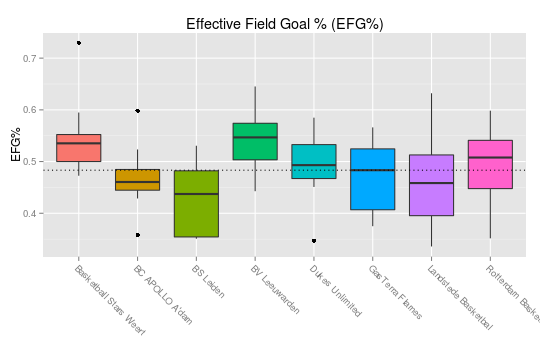 Effective Field Goal % (EFG%)
EFG%
0.7
0.6
0.5
0.4
Basketball Stars Weert
BC APOLLO A'dam
BS Leiden
BV Leeuwarden
Dukes Unlimited
GasTerra Flames
Landstede Basketbal
Rotterdam Baske